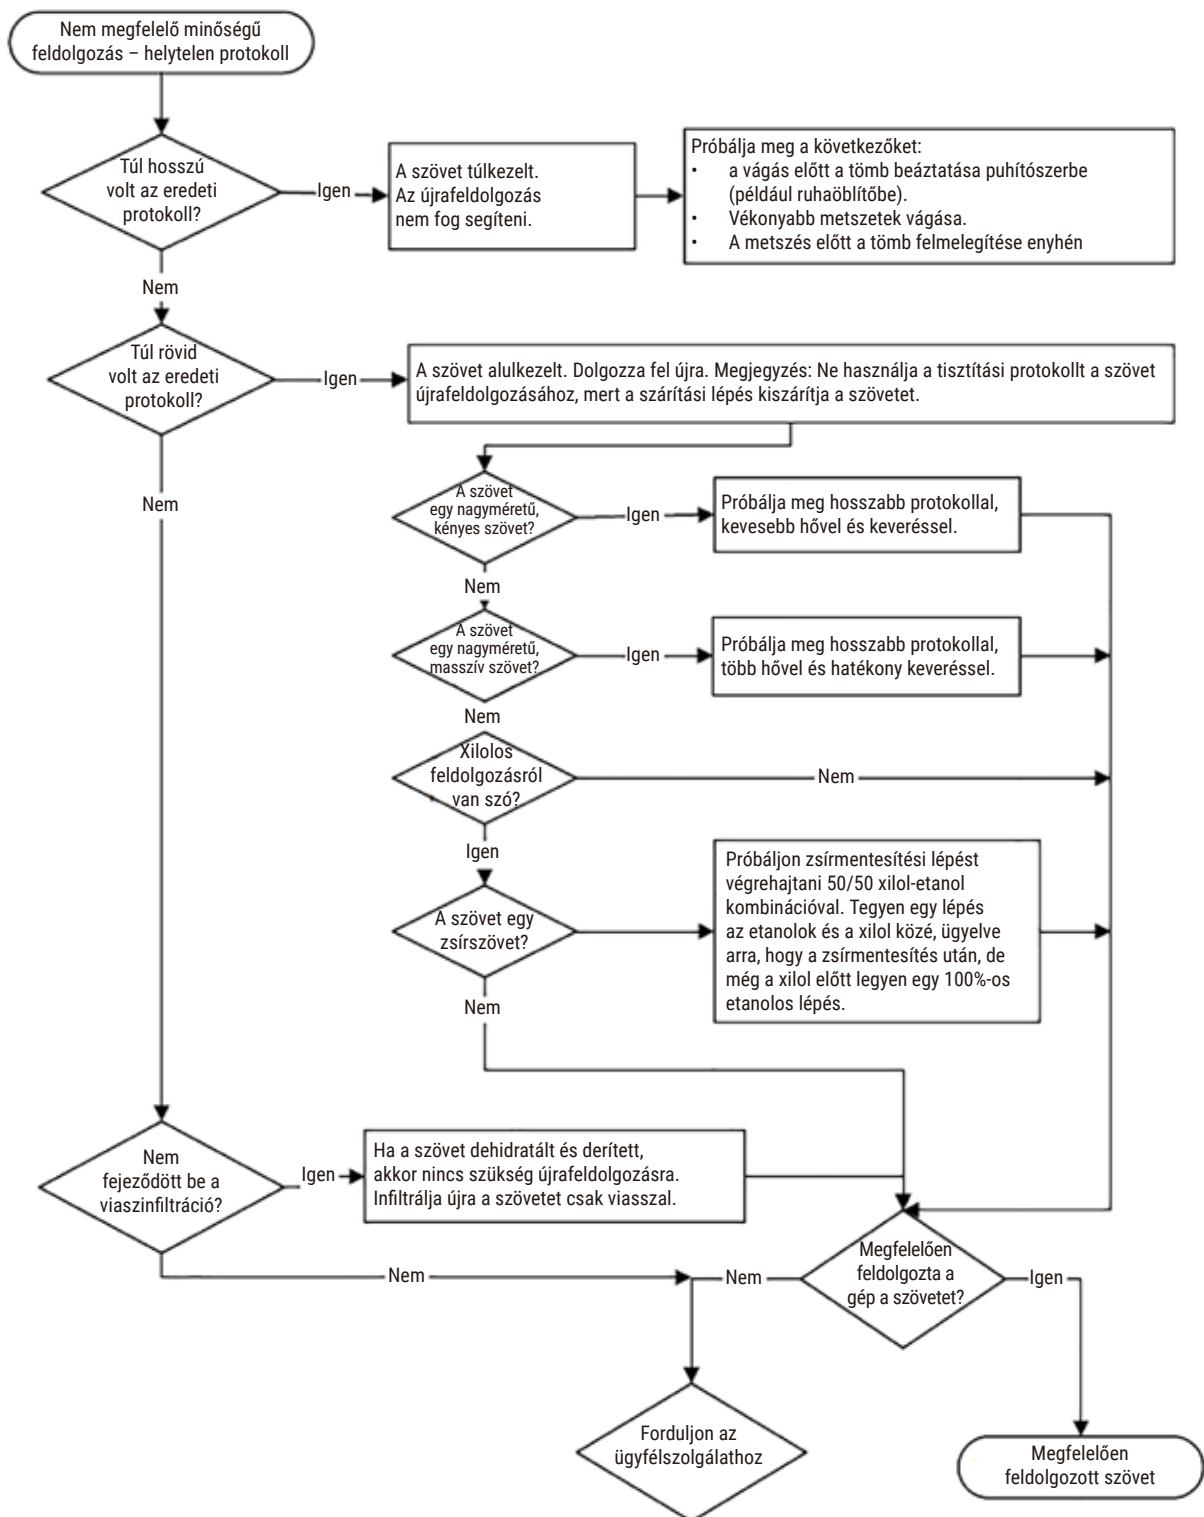 Nem megfelelő minőségű
feldolgozás – helytelen protokoll
Túl hosszú
volt az eredeti
protokoll?
Igen
A szövet túlkezelt.
Az újrafeldolgozás
nem fog segíteni.
Próbálja meg a következőket:
• a vágás előtt a tömb beáztatása puhítószerbe
(például ruhaöblítőbe).
• Vékonyabb metszetek vágása.
• A metszés előtt a tömb felmelegítése enyhén
Nem
Túl rövid
volt az eredeti
protokoll?
Igen
A szövet alulkezelt. Dolgozza fel újra. Megjegyzés: Ne használja a tisztítási protokollt a szövet
újrafeldolgozásához, mert a szárítási lépés kiszárítja a szövetet.
Nem
A szövet
egy nagyméretű,
kényes szövet?
Igen
Próbálja meg hosszabb protokollal,
kevesebb hővel és keveréssel.
Nem
A szövet
egy nagyméretű,
masszív szövet?
Igen
Próbálja meg hosszabb protokollal,
több hővel és hatékony keveréssel.
Nem
Xilolos
feldolgozásról
van szó?
Nem
Igen
A szövet egy
zsírszövet?
Próbáljon zsírmentesítési lépést
végrehajtani 50/50 xilol-etanol
kombinációval. Tegyen egy lépés
az etanolok és a xilol közé, ügyelve
arra, hogy a zsírmentesítés után, de
még a xilol előtt legyen egy 100%-os
etanolos lépés.
Nem
Nem
fejeződött be a
viaszinfiltráció?
Igen
Ha a szövet dehidratált és derített,
akkor nincs szükség újrafeldolgozásra.
Infiltrálja újra a szövetet csak viasszal.
Nem
Megfelelően
feldolgozta a
gép a szövetet?
Nem
Igen
Forduljon az
ügyfélszolgálathoz
Megfelelően
feldolgozott szövet